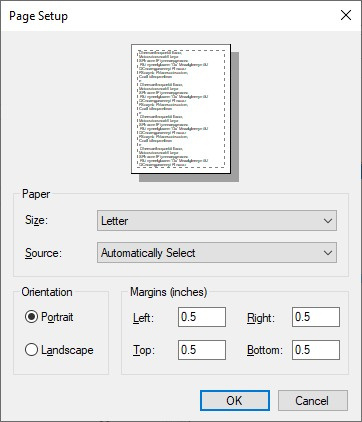 Page Setup
Paper
Size: Letter
Source: Automatically Select
Orientation
Portrait
Landscape
Margins (inches)
Left: 0.5 Right: 0.5
Top: 0.5 Bottom: 0.5
OK Cancel